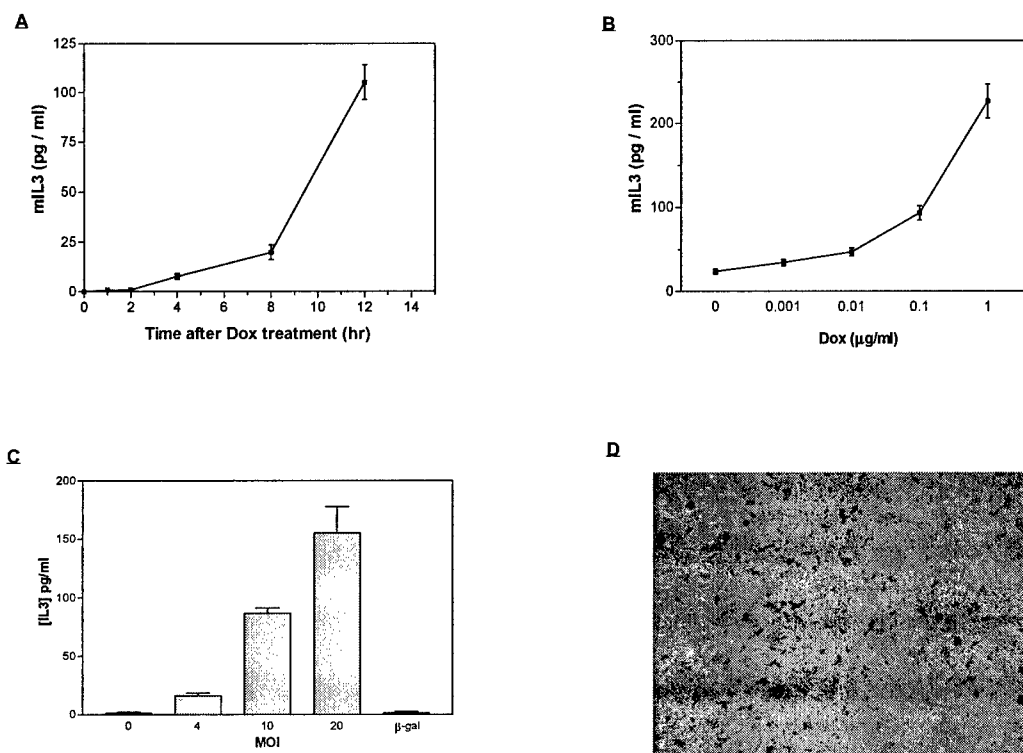 A
125
100
75
50
25
0
mIL3 (pg / ml)
0 2 4 6 8 10 12 14
Time after Dox treatment (hr)
B
300
200
100
0
mIL3 (pg / ml)
0 0.001 0.01 0.1 1
Dox (μg/ml)
C
200
150
100
50
0
[IL3] pg/ml
0 4 10 20 β-gal
MOI
D